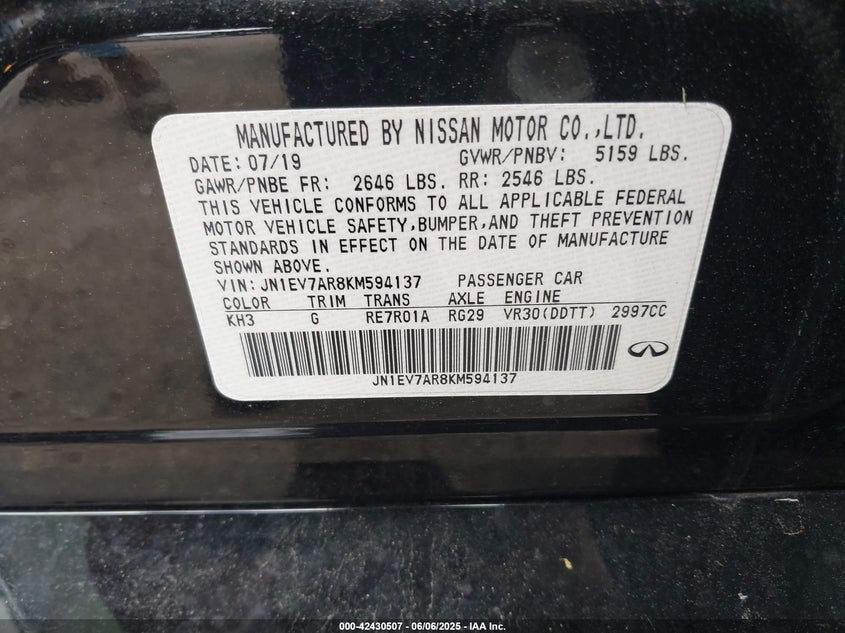 MANUFACTURED BY NISSAN MOTOR CO.,LTD.
DATE: 07/19 GVWR/PNBV: 5159 LBS.
GAWR/PNBE FR: 2646 LBS. RR: 2546 LBS.
THIS VEHICLE CONFORMS TO ALL APPLICABLE FEDERAL
MOTOR VEHICLE SAFETY,BUMPER,AND THEFT PREVENTION
STANDARDS IN EFFECT ON THE DATE OF MANUFACTURE
SHOWN ABOVE.
VIN: JN1EV7AR8KM594137 PASSENGER CAR
COLOR TRIM TRANS AXLE ENGINE
KH3 G RE7R01A RG29 VR30(DDTT) 2997CC
JN1EV7AR8KM594137
000-42430507 - 06/06/2025 - IAA Inc.